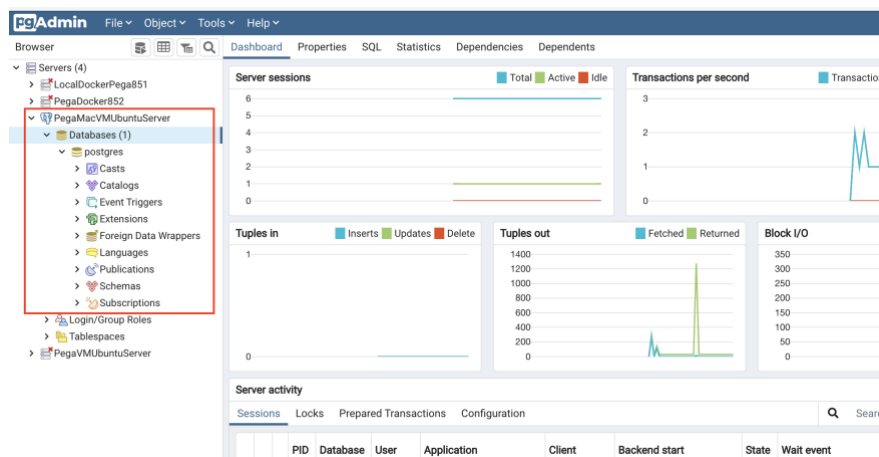 pgAdmin File Object Tools Help
Browser
Dashboard Properties SQL Statistics Dependencies Dependents
Servers (4)
LocalDockerPega851
PegaDocker852
PegaMacVMUbuntuServer
Databases (1)
postgres
Casts
Catalogs
Event Triggers
Extensions
Foreign Data Wrappers
Languages
Publications
Schemas
Subscriptions
Login/Group Roles
Tablespaces
PegaVMUbuntuServer
Server sessions Total Active Idle
6
5
4
3
2
1
0
Transactions per second Transactio
3
2
1
0
Tuples in Inserts Updates Delete
1
0
Tuples out Fetched Returned
1400
1200
1000
800
600
400
200
0
Block I/O
350
300
250
200
150
100
50
0
Server activity
Sessions Locks Prepared Transactions Configuration Sear
PID Database User Application Client Backend start State Wait event